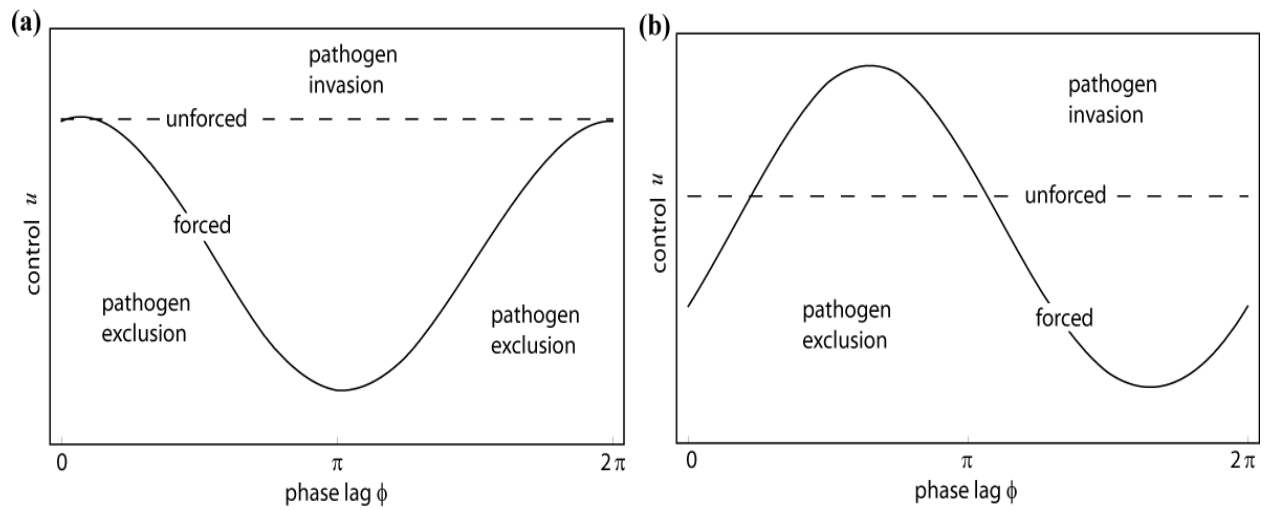 (a)
pathogen
invasion
unforced
forced
pathogen
exclusion
pathogen
exclusion
control u
0
π
2π
phase lag ϕ
(b)
pathogen
invasion
unforced
pathogen
exclusion
forced
control u
0
π
2π
phase lag ϕ